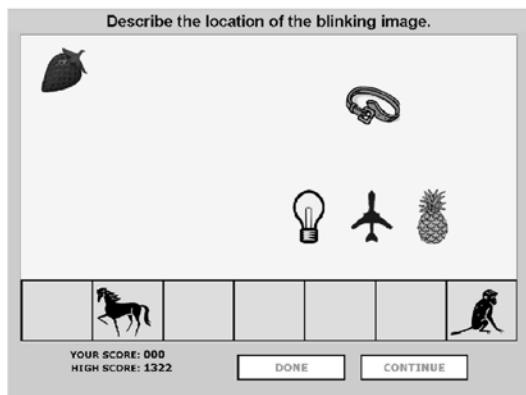 Describe the location of the blinking image.
YOUR SCORE: 000
HIGH SCORE: 1322
DONE
CONTINUE